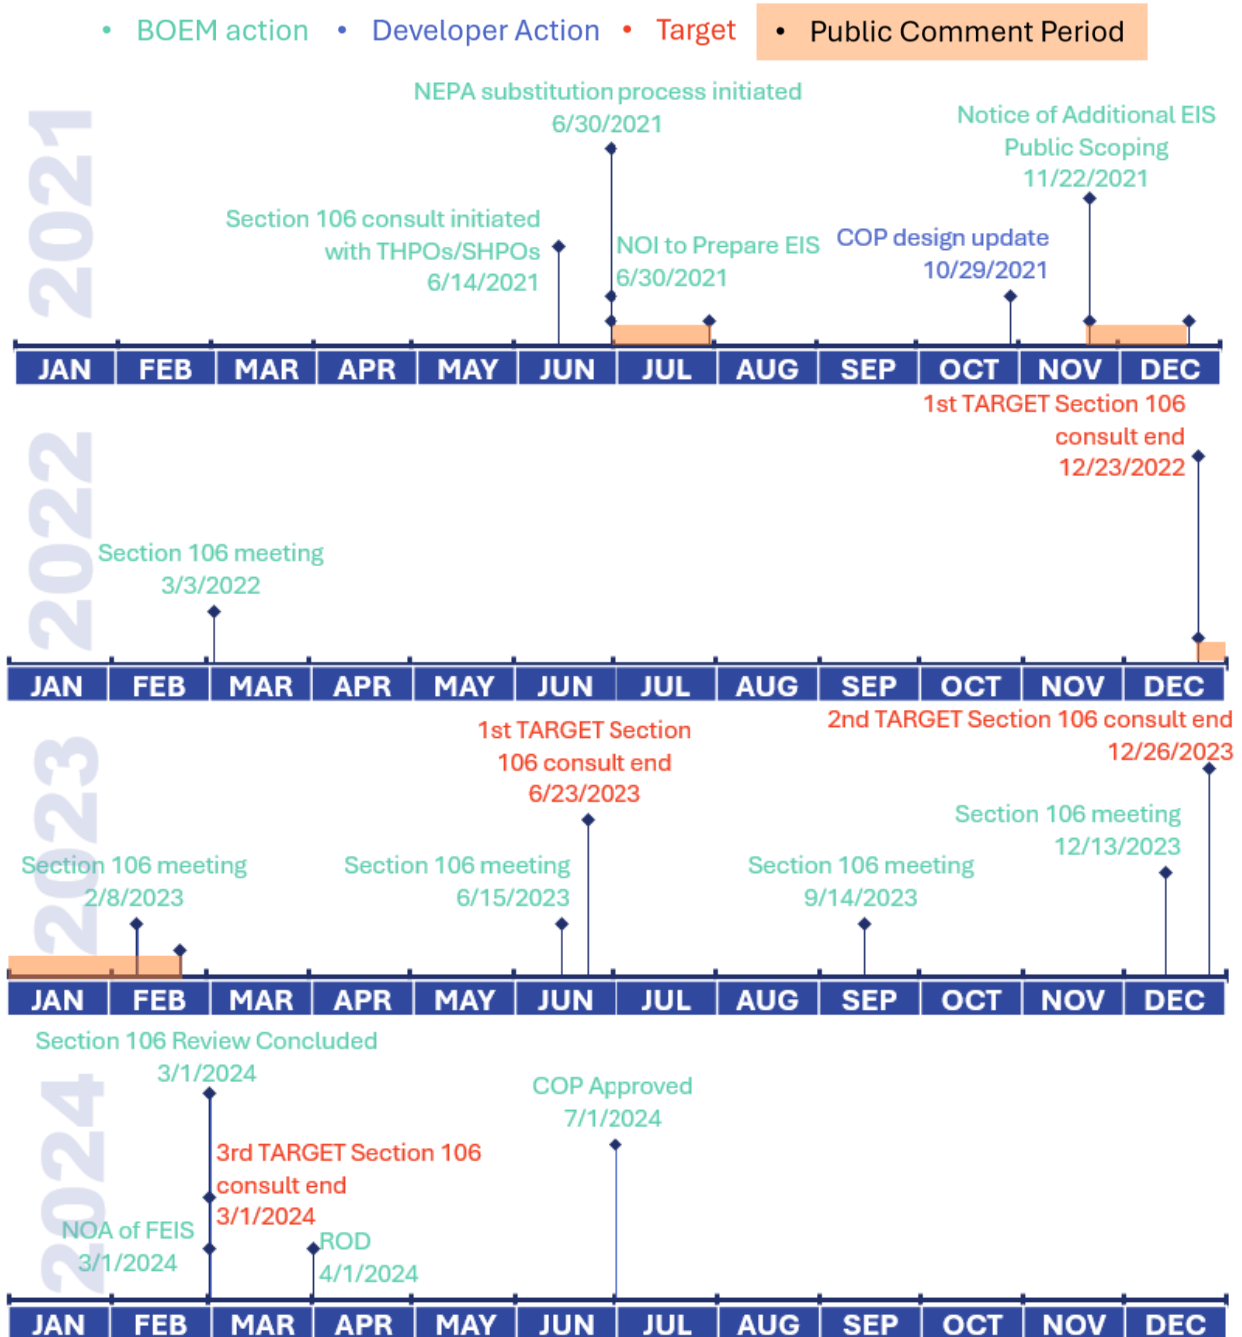 • BOEM action • Developer Action • Target • Public Comment Period
2021
NEPA substitution process initiated
6/30/2021
Notice of Additional EIS
Public Scoping
11/22/2021
Section 106 consult initiated
with THPOs/SHPOs
6/14/2021
NOI to Prepare EIS
6/30/2021
COP design update
10/29/2021
JAN FEB MAR APR MAY JUN JUL AUG SEP OCT NOV DEC
2022
1st TARGET Section 106
consult end
12/23/2022
Section 106 meeting
3/3/2022
JAN FEB MAR APR MAY JUN JUL AUG SEP OCT NOV DEC
2023
1st TARGET Section
106 consult end
6/23/2023
2nd TARGET Section 106 consult end
12/26/2023
Section 106 meeting
12/13/2023
Section 106 meeting
2/8/2023
Section 106 meeting
6/15/2023
Section 106 meeting
9/14/2023
JAN FEB MAR APR MAY JUN JUL AUG SEP OCT NOV DEC
2024
Section 106 Review Concluded
3/1/2024
COP Approved
7/1/2024
3rd TARGET Section 106
consult end
3/1/2024
NOA of FEIS
3/1/2024
ROD
4/1/2024
JAN FEB MAR APR MAY JUN JUL AUG SEP OCT NOV DEC